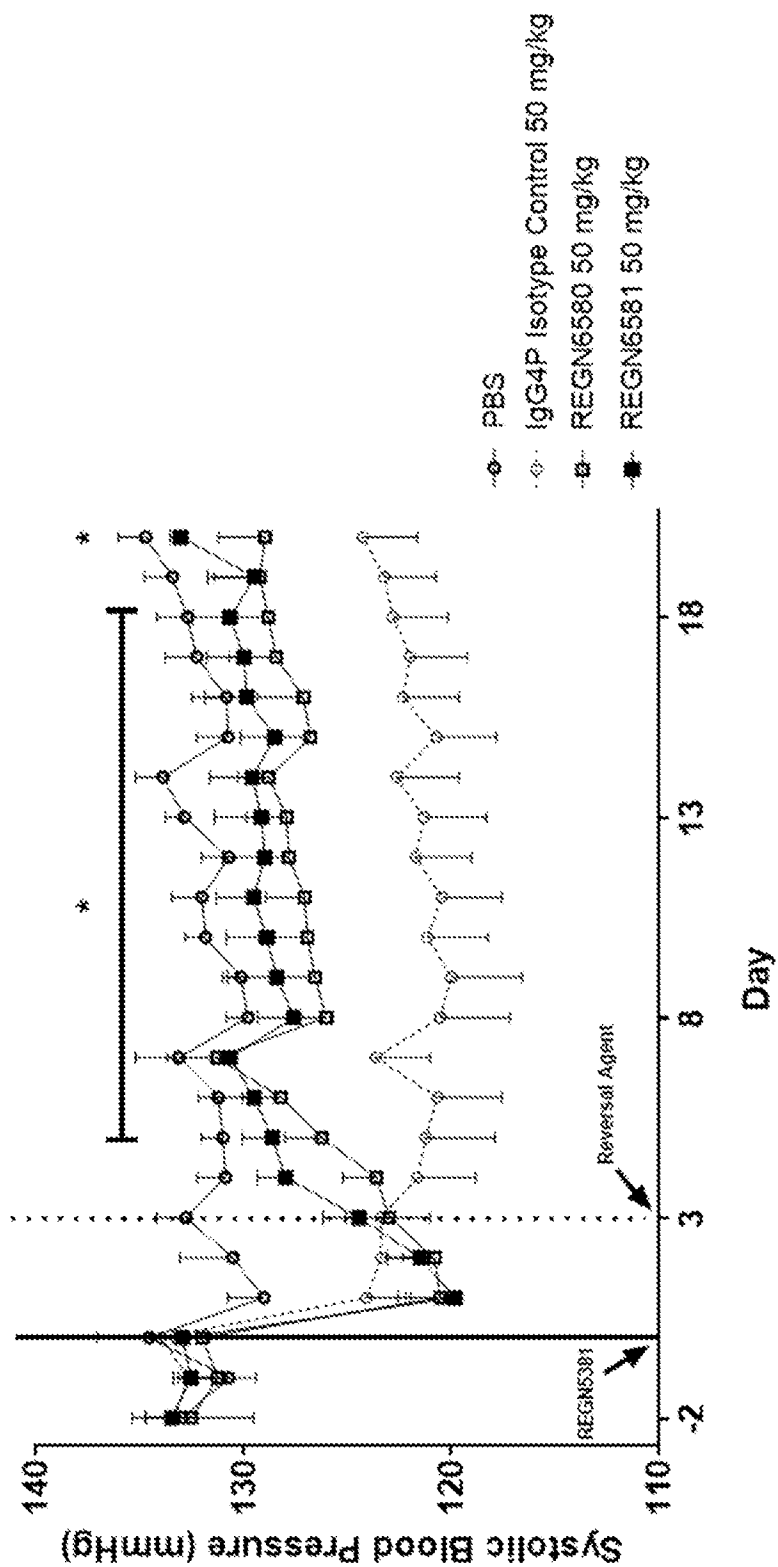 Systolic Blood Pressure (mmHg)
140
130
120
110
*
*
REGN5381
Reversal Agent
-2
3
8
13
18
Day
PBS
IgG4P Isotype Control 50 mg/kg
REGN6580 50 mg/kg
REGN6581 50 mg/kg